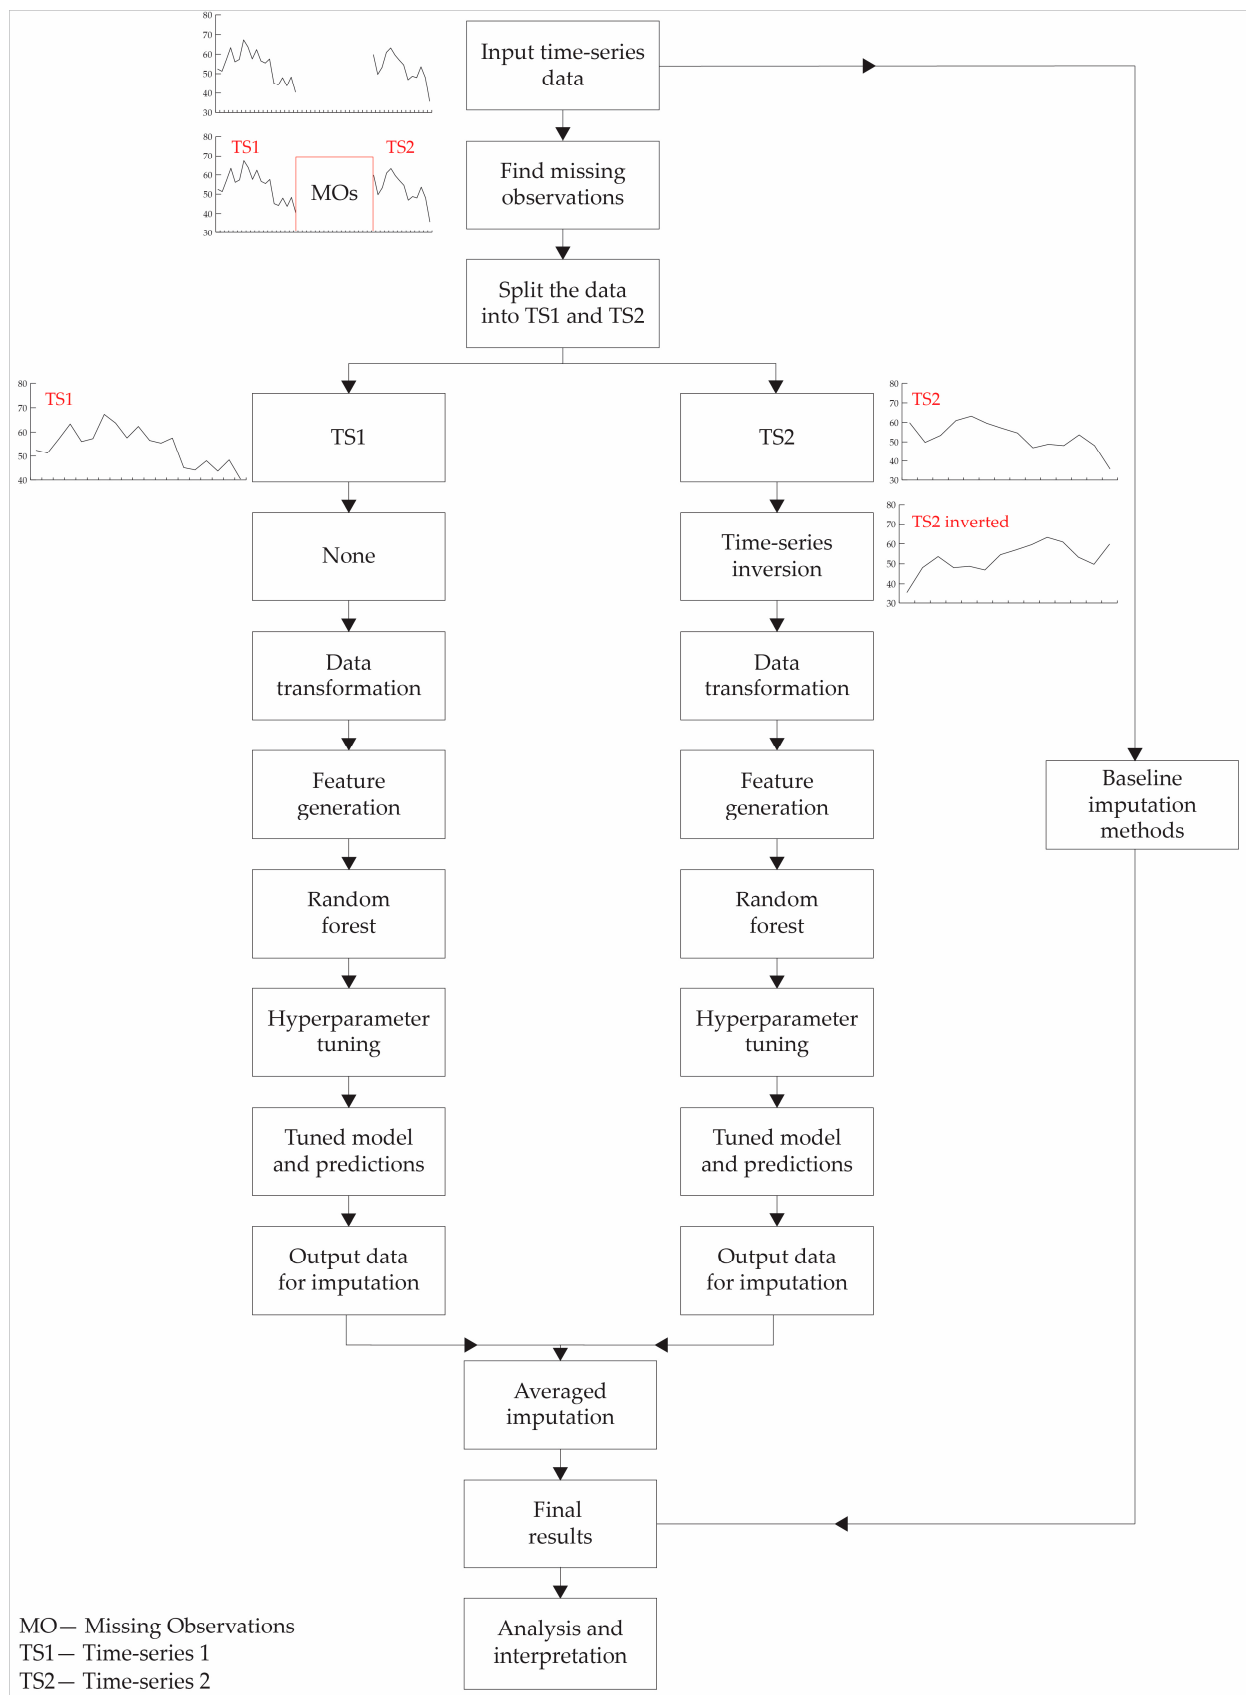 80
70
60
50
40
30
Input time-series
data
80
70
60
50
40
30
TS1
MOs
TS2
Find missing
observations
Split the data
into TS1 and TS2
80
70
60
50
40
TS1
TS1
TS2
80
70
60
50
40
30
TS2
None
Time-series
inversion
80
70
60
50
40
30
TS2 inverted
Data
transformation
Data
transformation
Feature
generation
Feature
generation
Baseline
imputation
methods
Random
forest
Random
forest
Hyperparameter
tuning
Hyperparameter
tuning
Tuned model
and predictions
Tuned model
and predictions
Output data
for imputation
Output data
for imputation
Averaged
imputation
Final
results
Analysis and
interpretation
MO— Missing Observations
TS1— Time-series 1
TS2— Time-series 2